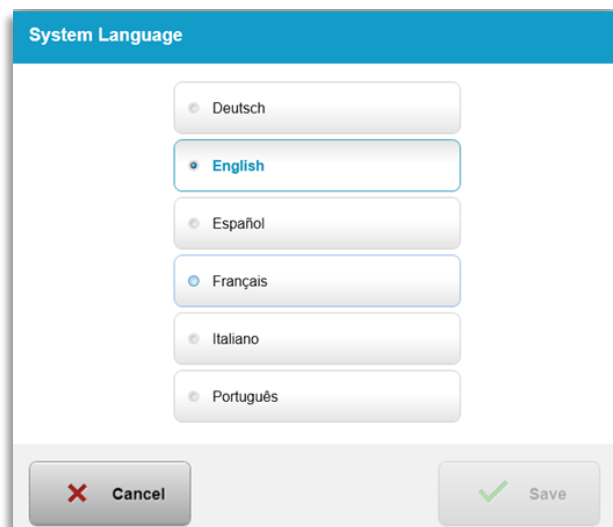 System Language
Deutsch
English
Español
Français
Italiano
Português
Cancel
Save